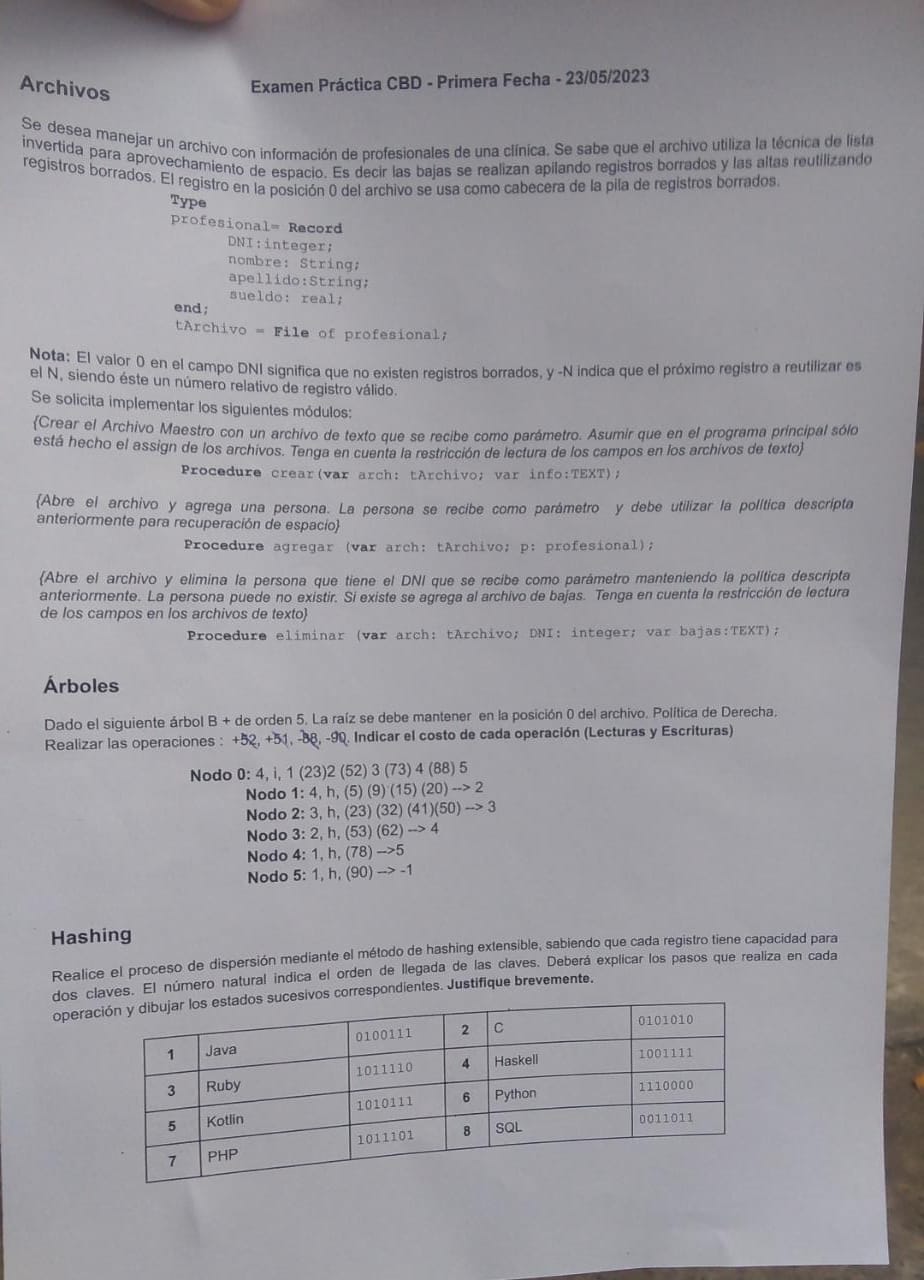 Archivos
Examen Práctica CBD - Primera Fecha - 23/05/2023
Se desea manejar un archivo con información de profesionales de una clínica. Se sabe que el archivo utiliza la técnica de lista
invertida para aprovechamiento de espacio. Es decir las bajas se realizan apilando registros borrados y las altas reutilizando
registros borrados. El registro en la posición 0 del archivo se usa como cabecera de la pila de registros borrados.
Type
profesional= Record
DNI:integer;
nombre: String;
apellido:String;
sueldo: real;
end;
tArchivo = File of profesional;
Nota: El valor 0 en el campo DNI significa que no existen registros borrados, y -N indica que el próximo registro a reutilizar es
el N, siendo éste un número relativo de registro válido.
Se solicita implementar los siguientes módulos:
{Crear el Archivo Maestro con un archivo de texto que se recibe como parámetro. Asumir que en el programa principal sólo
está hecho el assign de los archivos. Tenga en cuenta la restricción de lectura de los campos en los archivos de texto}
Procedure crear(var arch: tArchivo; var info:TEXT);
{Abre el archivo y agrega una persona. La persona se recibe como parámetro y debe utilizar la política descripta
anteriormente para recuperación de espacio}
Procedure agregar (var arch: tArchivo; p: profesional);
{Abre el archivo y elimina la persona que tiene el DNI que se recibe como parámetro manteniendo la política descripta
anteriormente. La persona puede no existir. Si existe se agrega al archivo de bajas. Tenga en cuenta la restricción de lectura
de los campos en los archivos de texto}
Procedure eliminar (var arch: tArchivo; DNI: integer; var bajas:TEXT);
Árboles
Dado el siguiente árbol B + de orden 5. La raíz se debe mantener en la posición 0 del archivo. Política de Derecha.
Realizar las operaciones : +52, +51, -88, -90. Indicar el costo de cada operación (Lecturas y Escrituras)
Nodo 0: 4, i, 1 (23)2 (52) 3 (73) 4 (88) 5
Nodo 1: 4, h, (5) (9) (15) (20) --> 2
Nodo 2: 3, h, (23) (32) (41)(50) --> 3
Nodo 3: 2, h, (53) (62) --> 4
Nodo 4: 1, h, (78) -->5
Nodo 5: 1, h, (90) --> -1
Hashing
Realice el proceso de dispersión mediante el método de hashing extensible, sabiendo que cada registro tiene capacidad para
dos claves. El número natural indica el orden de llegada de las claves. Deberá explicar los pasos que realiza en cada
operación y dibujar los estados sucesivos correspondientes. Justifique brevemente.
1 Java 0100111 2 C 0101010
3 Ruby 1011110 4 Haskell 1001111
5 Kotlin 1010111 6 Python 1110000
7 PHP 1011101 8 SQL 0011011